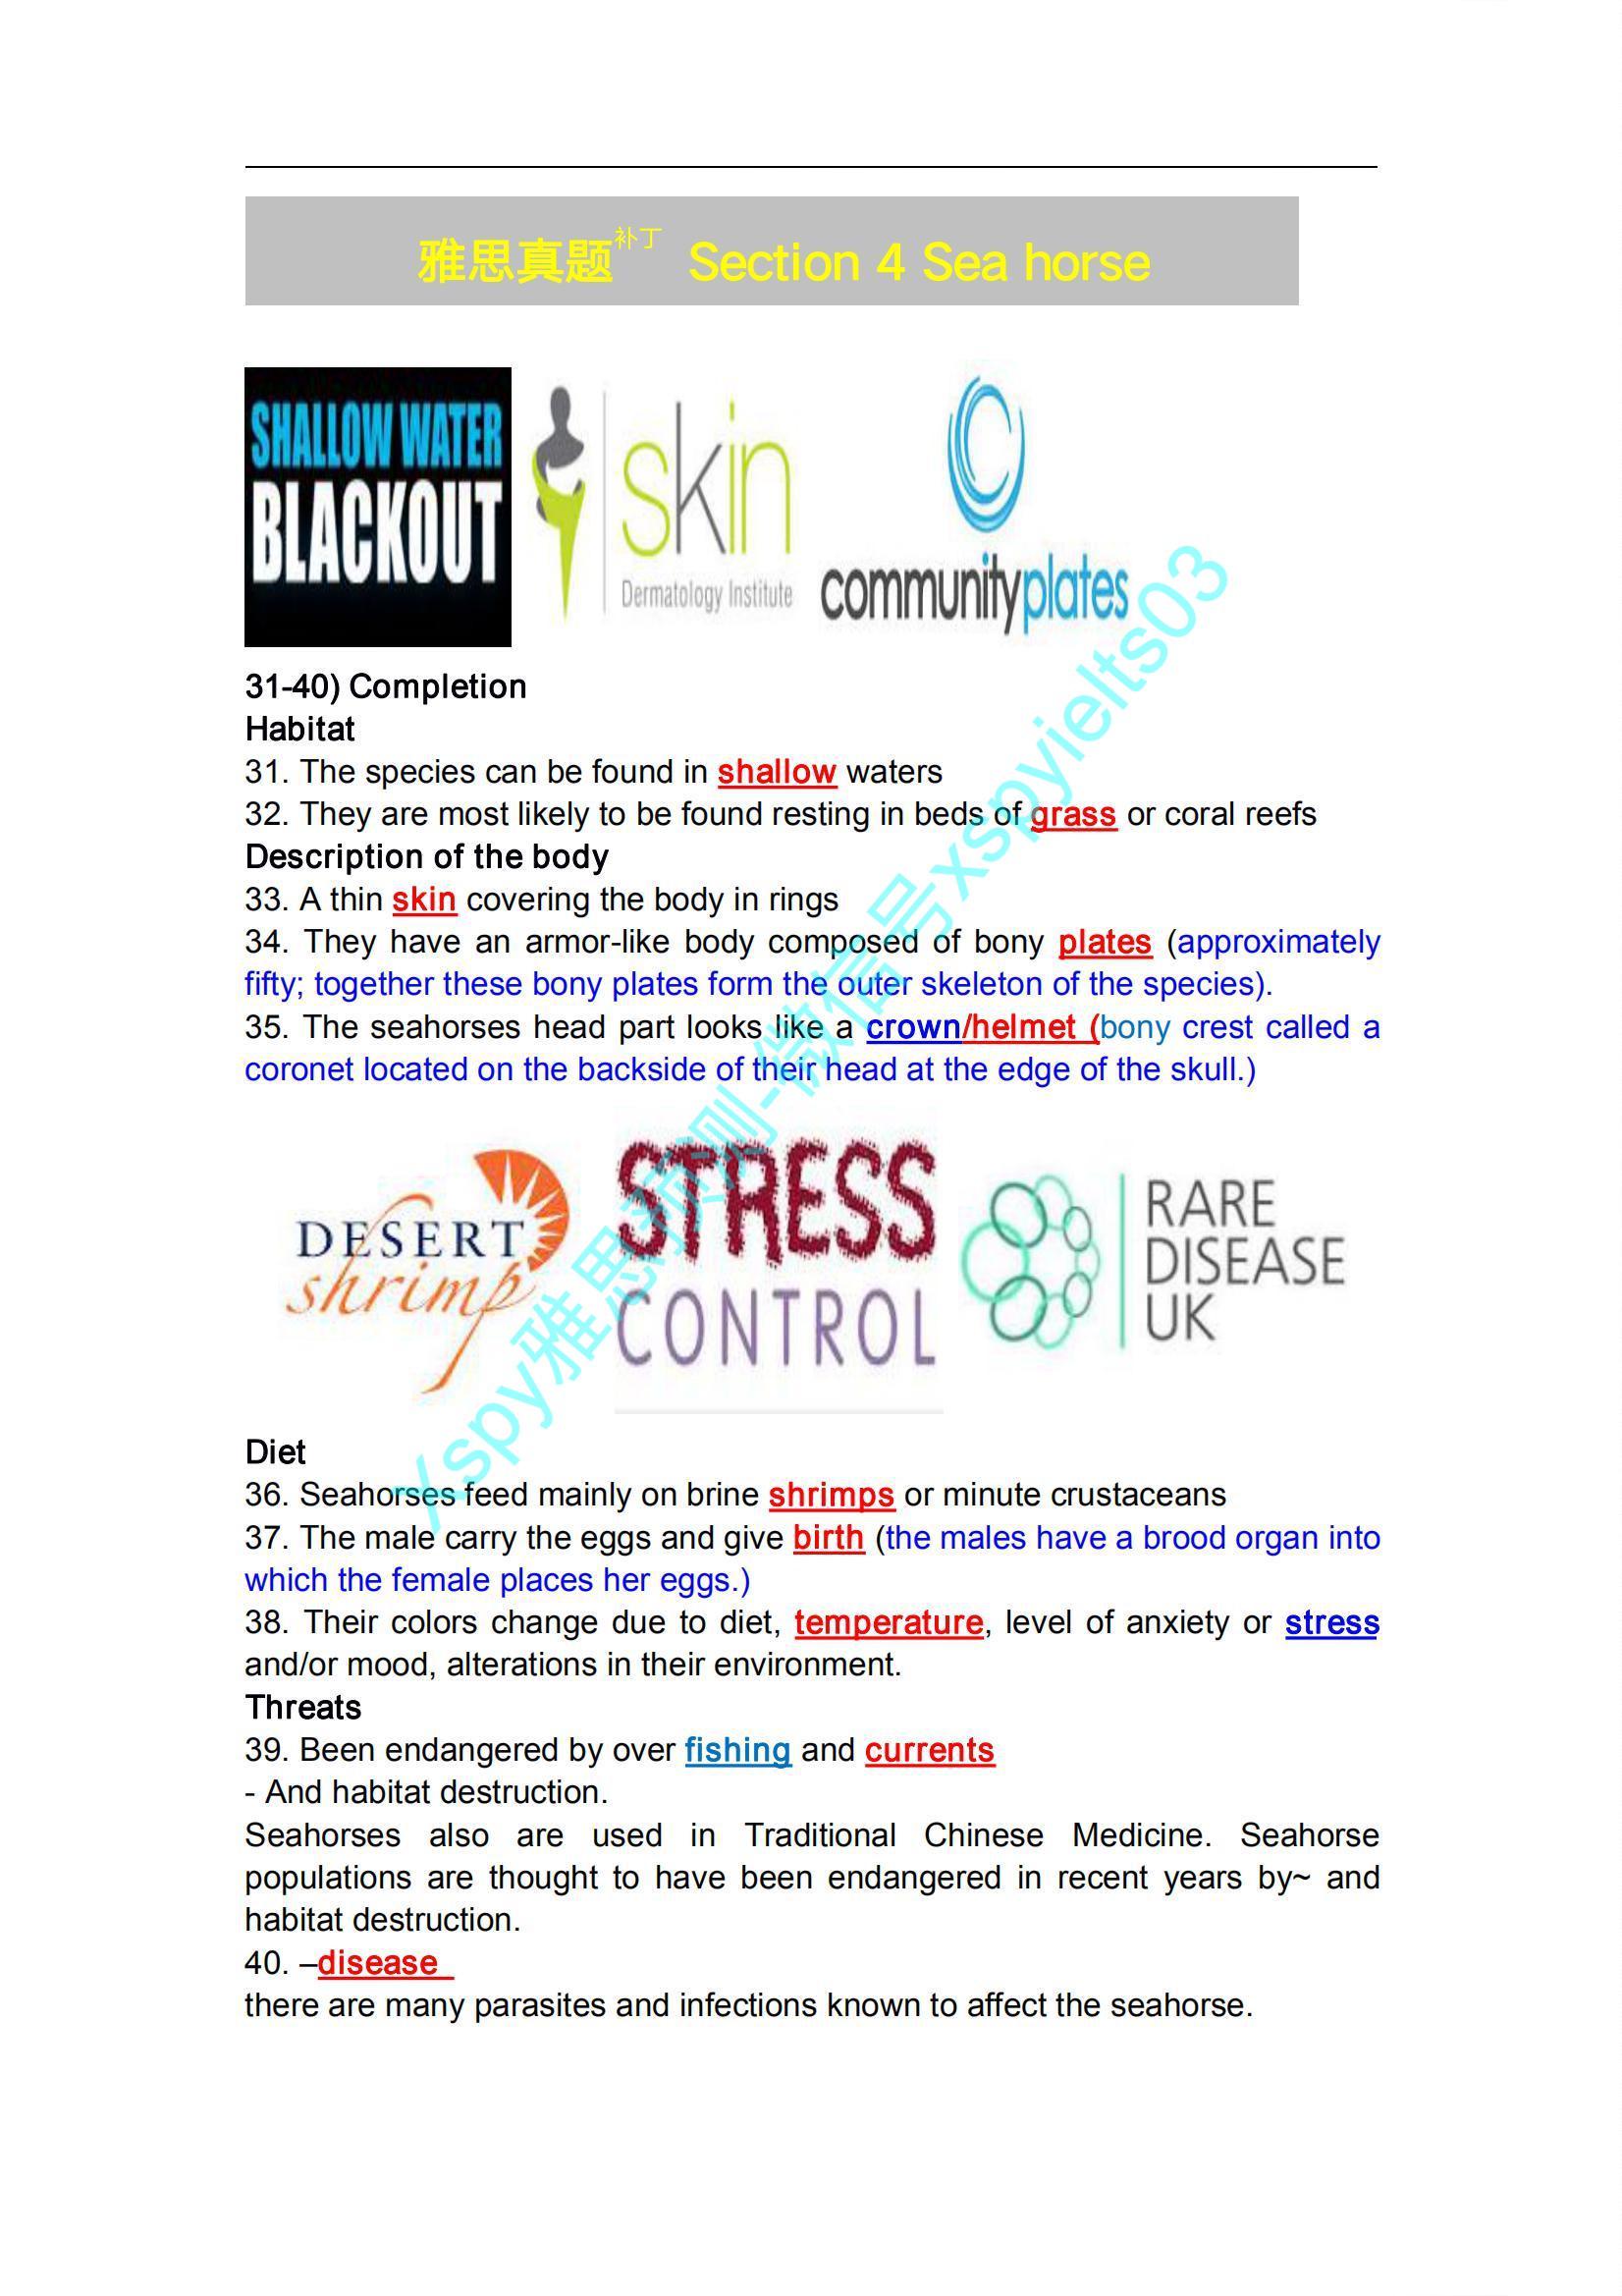 雅思真题补丁 Section 4 Sea horse
SHALLOW WATER
BLACKOUT
skin
Dermatology Institute
communityplates
31-40) Completion
Habitat
31. The species can be found in shallow waters
32. They are most likely to be found resting in beds of grass or coral reefs
Description of the body
33. A thin skin covering the body in rings
34. They have an armor-like body composed of bony plates (approximately
fifty; together these bony plates form the outer skeleton of the species).
35. The seahorses head part looks like a crown/helmet (bony crest called a
coronet located on the backside of their head at the edge of the skull.)
DESERT
shrimp
STRESS
CONTROL
RARE
DISEASE
UK
Diet
36. Seahorses feed mainly on brine shrimps or minute crustaceans
37. The male carry the eggs and give birth (the males have a brood organ into
which the female places her eggs.)
38. Their colors change due to diet, temperature, level of anxiety or stress
and/or mood, alterations in their environment.
Threats
39. Been endangered by over fishing and currents
- And habitat destruction.
Seahorses also are used in Traditional Chinese Medicine. Seahorse
populations are thought to have been endangered in recent years by~ and
habitat destruction.
40. –disease
there are many parasites and infections known to affect the seahorse.
Xspy雅思预测-微信号xspyielts03